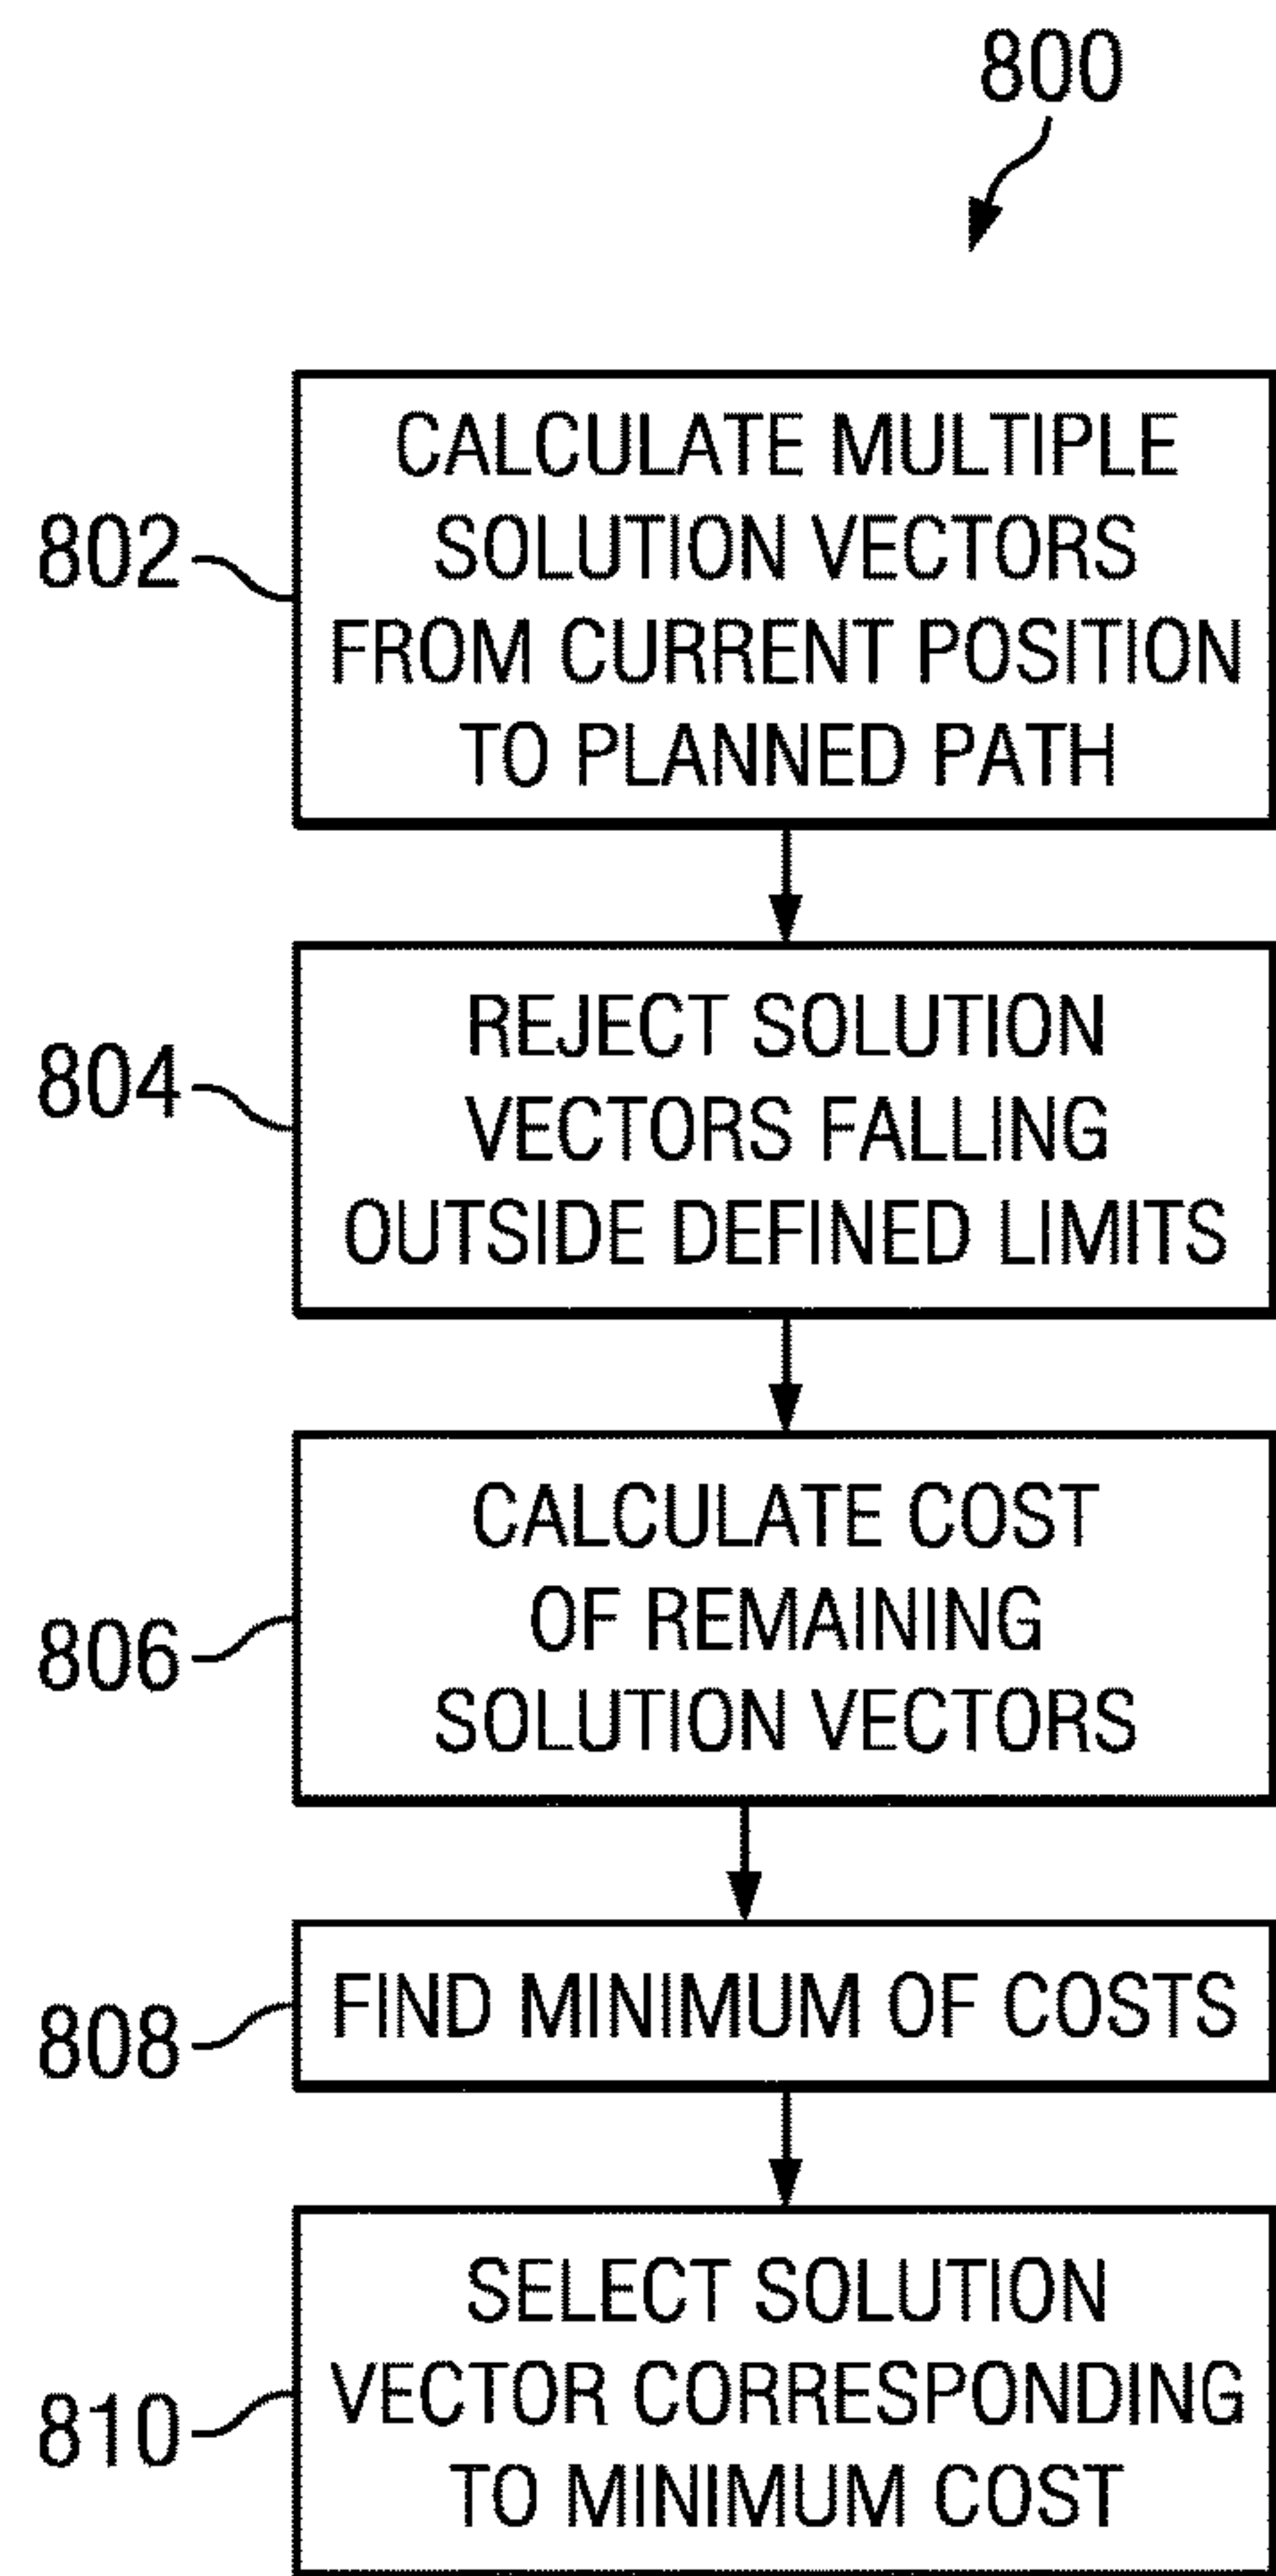 800
CALCULATE MULTIPLE
SOLUTION VECTORS
802
FROM CURRENT POSITION
TO PLANNED PATH
REJECT SOLUTION
804
VECTORS FALLING
OUTSIDE DEFINED LIMITS
CALCULATE COST
OF REMAINING
806
SOLUTION VECTORS
FIND MINIMUM OF COSTS
808
SELECT SOLUTION
VECTOR CORRESPONDING
810
TO MINIMUM COST